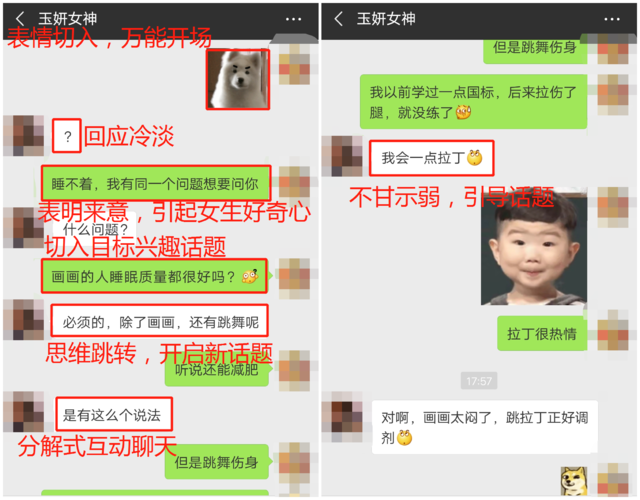 玉妍女神
表情切入，万能开场
？
回应冷淡
睡不着，我有同一个问题想要问你
表明来意，引起女生好奇心
什么问题？
切入目标兴趣话题
画画的人睡眠质量都很好吗？
必须的，除了画画，还有跳舞呢
思维跳转，开启新话题
听说还能减肥
是有这么个说法
分解式互动聊天
但是跳舞伤身
玉妍女神
但是跳舞伤身
我以前学过一点国标，后来拉伤了
腿，就没练了
我会一点拉丁
不甘示弱，引导话题
拉丁很热情
17:57
对啊，画画太闷了，跳拉丁正好调
剂